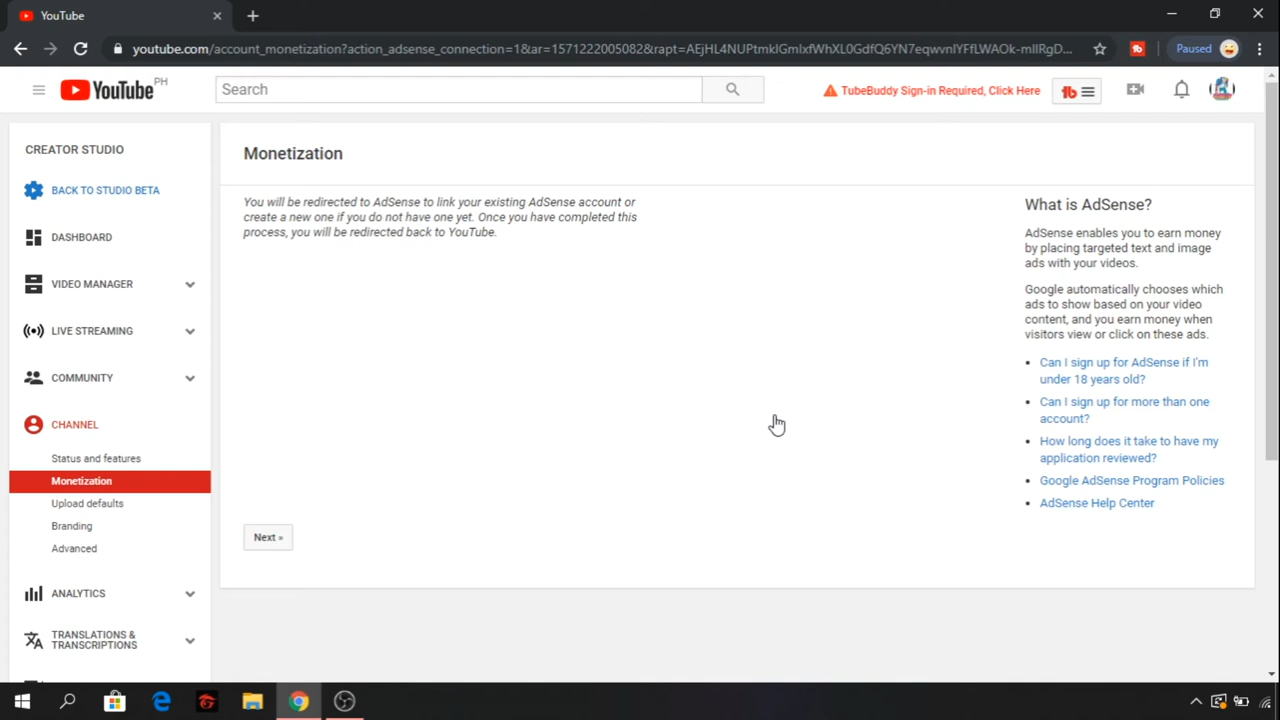 YouTube
youtube.com/account_monetization?action_adsense_connection=1&ar=1571222005082&rapt=
Paused
YouTube PH
Search
TubeBuddy Sign-in Required, Click Here
tb
CREATOR STUDIO
BACK TO STUDIO BETA
DASHBOARD
VIDEO MANAGER
LIVE STREAMING
COMMUNITY
CHANNEL
Status and features
Monetization
Upload defaults
Branding
Advanced
ANALYTICS
TRANSLATIONS &
TRANSCRIPTIONS
Monetization
You will be redirected to AdSense to link your existing AdSense account or
create a new one if you do not have one yet. Once you have completed this
process, you will be redirected back to YouTube.
Next »
What is AdSense?
AdSense enables you to earn money
by placing targeted text and image
ads with your videos.
Google automatically chooses which
ads to show based on your video
content, and you earn money when
visitors view or click on these ads.
Can I sign up for AdSense if I'm
under 18 years old?
Can I sign up for more than one
account?
How long does it take to have my
application reviewed?
Google AdSense Program Policies
AdSense Help Center